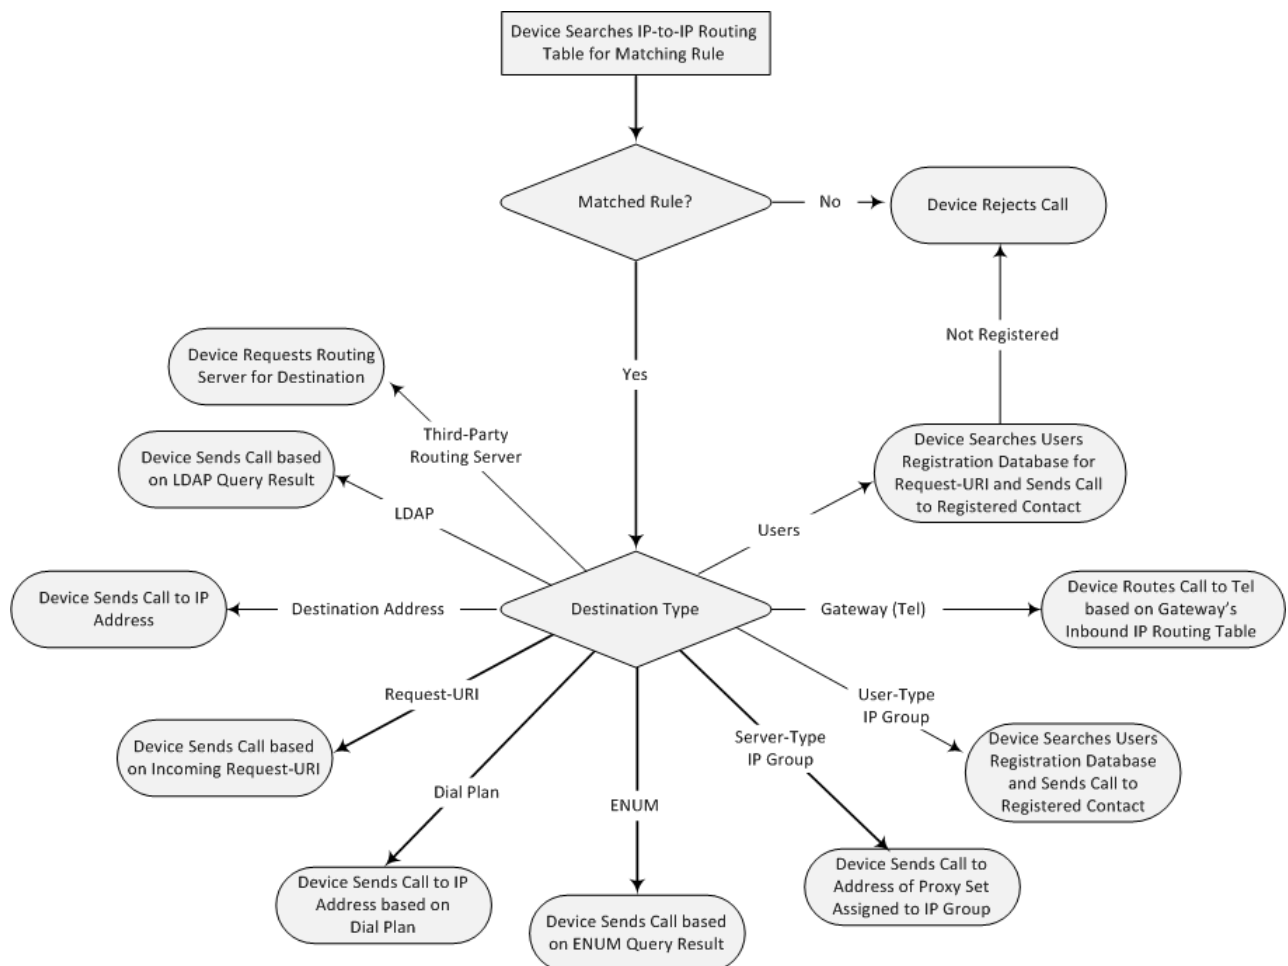 Device Searches IP-to-IP Routing
Table for Matching Rule
Matched Rule?
No
Device Rejects Call
Not Registered
Yes
Device Requests Routing
Server for Destination
Third-Party
Routing Server
Device Sends Call based
on LDAP Query Result
LDAP
Device Searches Users
Registration Database for
Request-URI and Sends Call
to Registered Contact
Users
Device Sends Call to IP
Address
Destination Address
Destination Type
Gateway (Tel)
Device Routes Call to Tel
based on Gateway's
Inbound IP Routing Table
Request-URI
Device Sends Call based
on Incoming Request-URI
User-Type
IP Group
Device Searches Users
Registration Database
and Sends Call to
Registered Contact
Server-Type
IP Group
Dial Plan
ENUM
Device Sends Call to IP
Address based on
Dial Plan
Device Sends Call based
on ENUM Query Result
Device Sends Call to
Address of Proxy Set
Assigned to IP Group